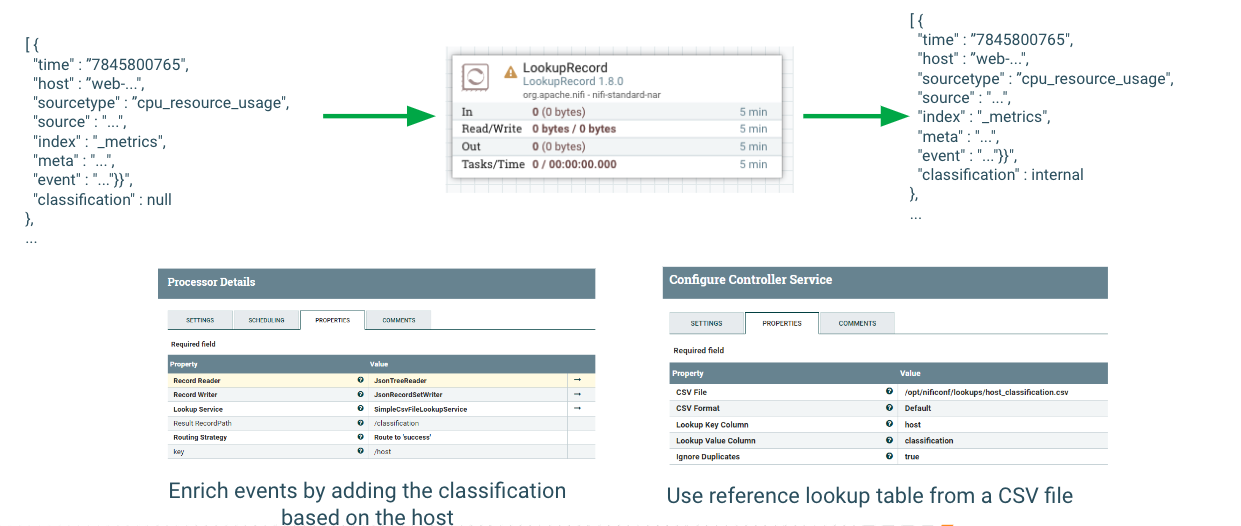 [ {
"time" : ”7845800765",
"host" : ”web-...",
"sourcetype" : ”cpu_resource_usage",
"source" : "...",
"index" : "_metrics",
"meta" : "...",
"event" : "..."}}",
"classification" : null
},
...
LookupRecord
LookupRecord 1.8.0
org.apache.nifi - nifi-standard-nar
In 0 (0 bytes) 5 min
Read/Write 0 bytes / 0 bytes 5 min
Out 0 (0 bytes) 5 min
Tasks/Time 0 / 00:00:00.000 5 min
[ {
"time" : ”7845800765",
"host" : ”web-...",
"sourcetype" : ”cpu_resource_usage",
"source" : "...",
"index" : "_metrics",
"meta" : "...",
"event" : "..."}}",
"classification" : internal
},
...
Processor Details
SETTINGS SCHEDULING PROPERTIES COMMENTS
Required field
Property Value
Record Reader JsonTreeReader
Record Writer JsonRecordSetWriter
Lookup Service SimpleCsvFileLookupService
Result RecordPath /classification
Routing Strategy Route to 'success'
key /host
Enrich events by adding the classification
based on the host
Configure Controller Service
SETTINGS PROPERTIES COMMENTS
Required field
Property Value
CSV File /opt/nificonf/lookups/host_classification.csv
CSV Format Default
Lookup Key Column host
Lookup Value Column classification
Ignore Duplicates true
Use reference lookup table from a CSV file